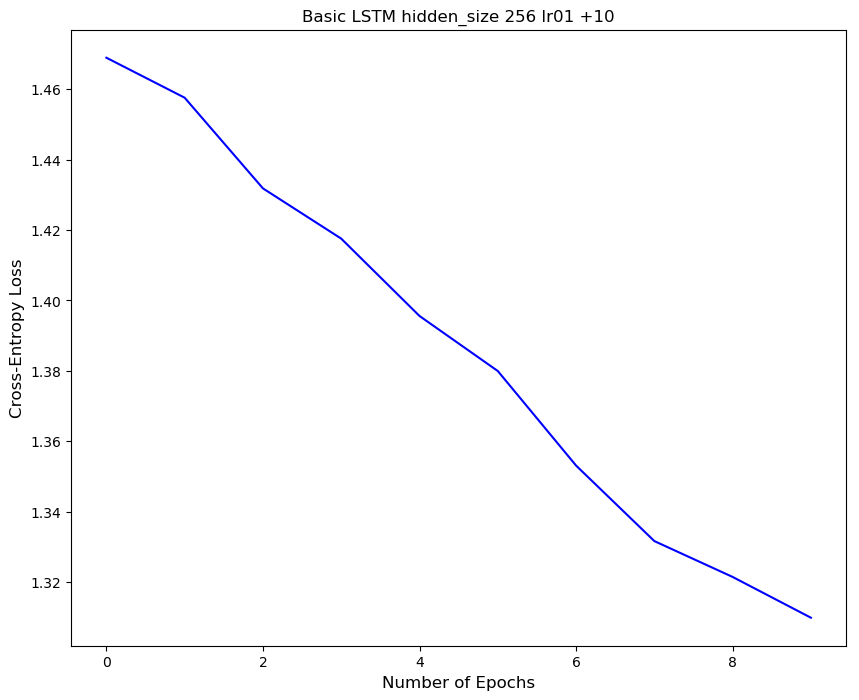 Basic LSTM hidden_size 256 lr01 +10
1.46
1.44
1.42
1.40
1.38
1.36
1.34
1.32
Cross-Entropy Loss
0 2 4 6 8
Number of Epochs